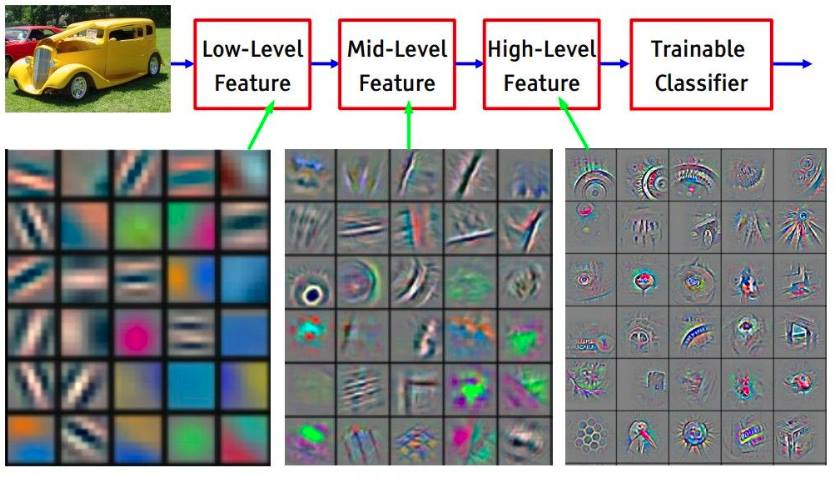 Low-Level
Feature
Mid-Level
Feature
High-Level
Feature
Trainable
Classifier